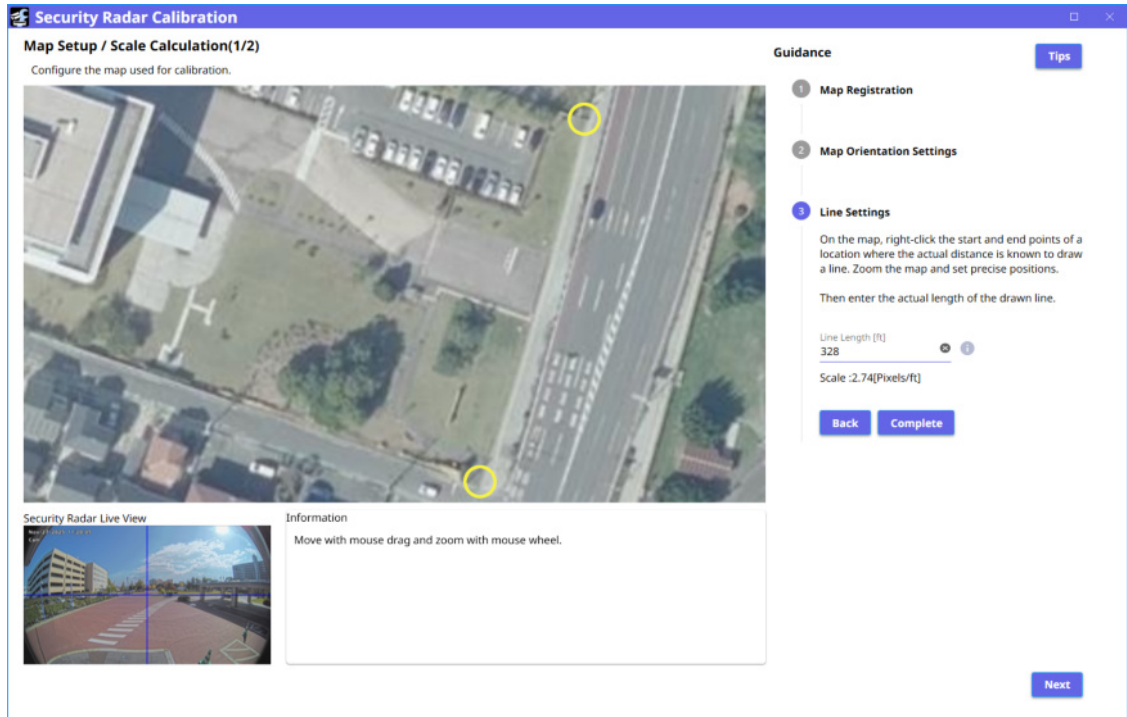 Security Radar Calibration
Map Setup / Scale Calculation(1/2)
Configure the map used for calibration.
Guidance
Tips
1
Map Registration
2
Map Orientation Settings
3
Line Settings
On the map, right-click the start and end points of a
location where the actual distance is known to draw
a line. Zoom the map and set precise positions.
Then enter the actual length of the drawn line.
Line Length [ft]
328
Scale :2.74[Pixels/ft]
Back
Complete
Security Radar Live View
Information
Move with mouse drag and zoom with mouse wheel.
Next